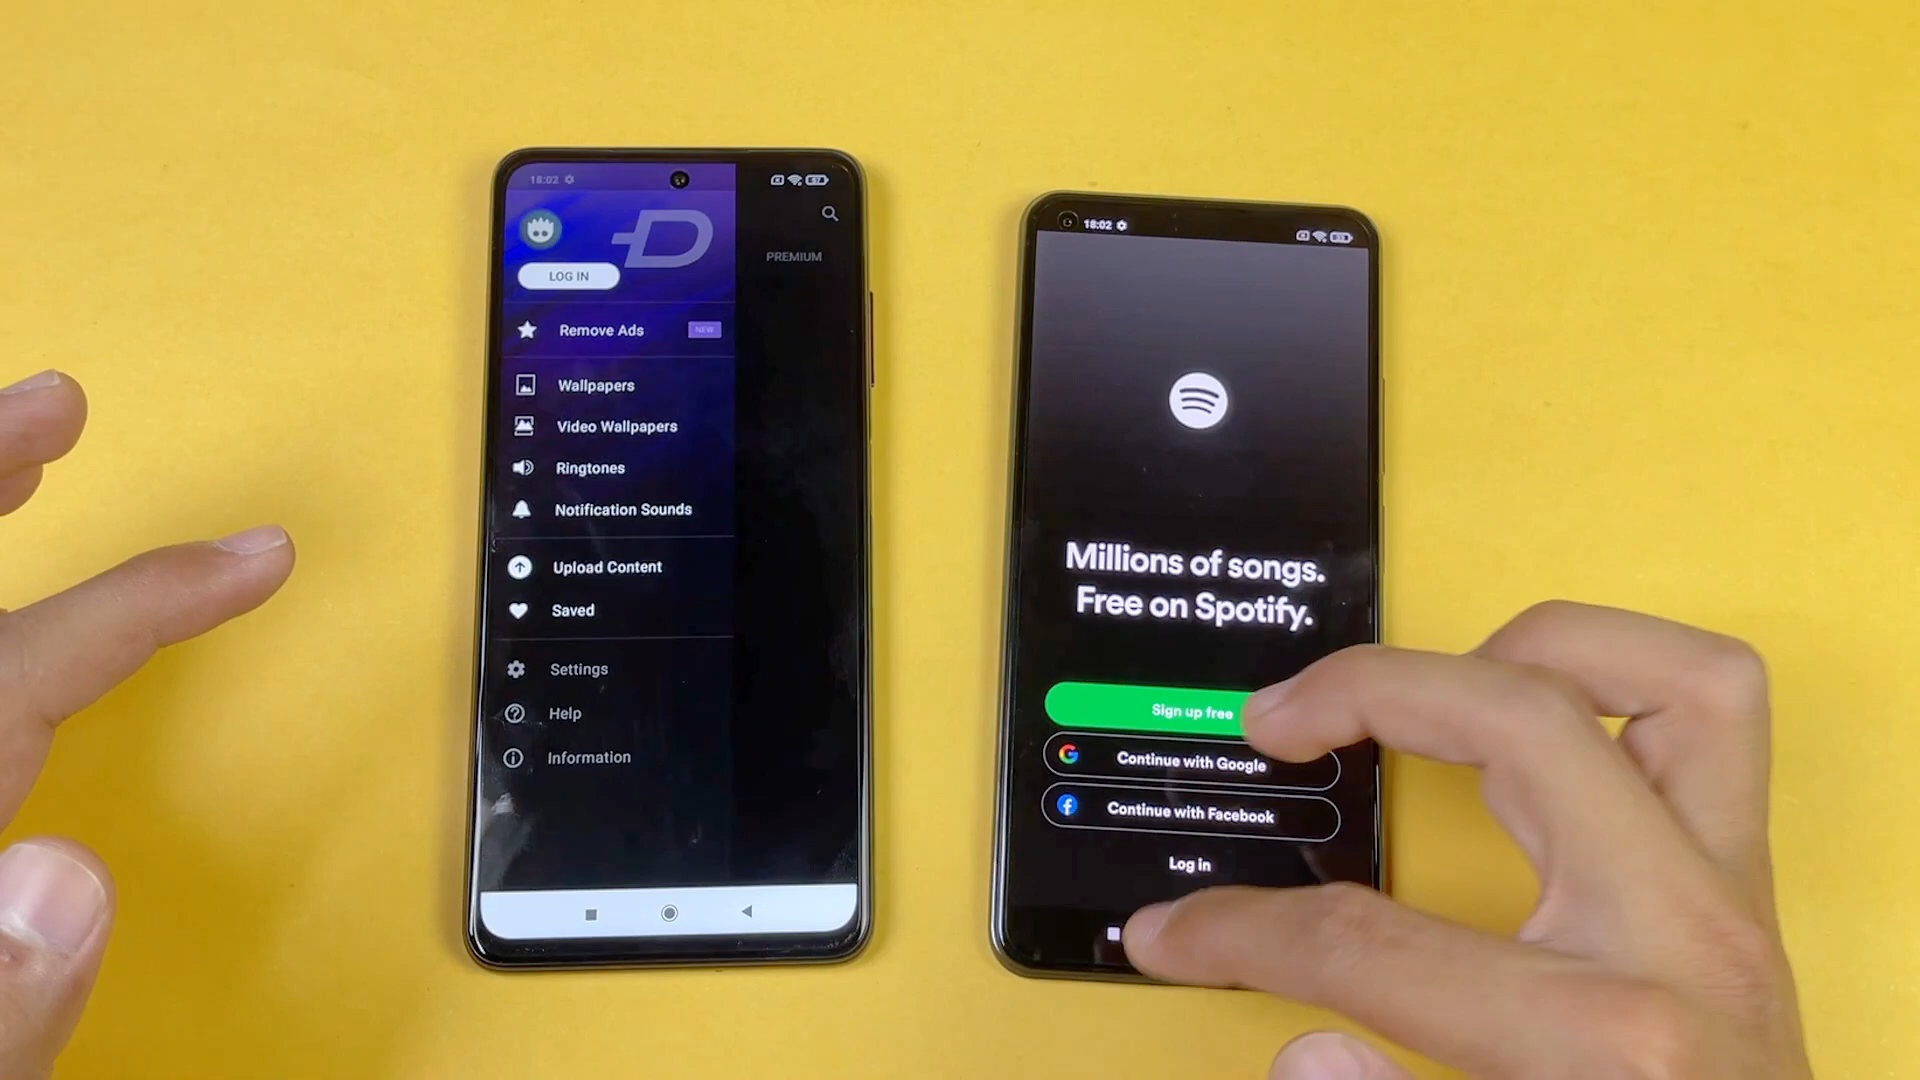 18:02
67
LOG IN
PREMIUM
Remove Ads
NEW
Wallpapers
Video Wallpapers
Ringtones
Notification Sounds
Upload Content
Saved
Settings
Help
Information
18:02
Millions of songs.
Free on Spotify.
Sign up free
Continue with Google
Continue with Facebook
Log in